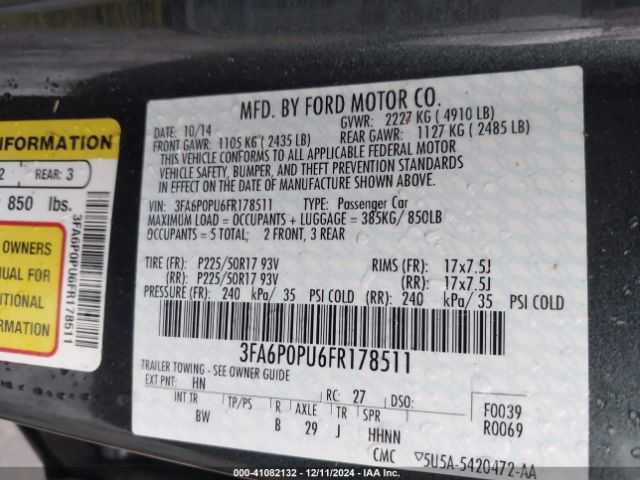 MFD. BY FORD MOTOR CO.
DATE: 10/14 GVWR: 2227 KG ( 4910 LB)
FRONT GAWR: 1105 KG ( 2435 LB) REAR GAWR: 1127 KG ( 2485 LB)
THIS VEHICLE CONFORMS TO ALL APPLICABLE FEDERAL MOTOR
VEHICLE SAFETY, BUMPER, AND THEFT PREVENTION STANDARDS
IN EFFECT ON THE DATE OF MANUFACTURE SHOWN ABOVE.
VIN: 3FA6P0PU6FR178511 TYPE: Passenger Car
MAXIMUM LOAD = OCCUPANTS + LUGGAGE = 385KG/ 850LB
OCCUPANTS = 5 TOTAL; 2 FRONT, 3 REAR
TIRE (FR): P225/50R17 93V RIMS (FR): 17x7.5J
(RR): P225/50R17 93V (RR): 17x7.5J
PRESSURE (FR): 240 kPa/ 35 PSI COLD (RR): 240 kPa/ 35 PSI COLD
3FA6P0PU6FR178511
TRAILER TOWING - SEE OWNER GUIDE
EXT PNT: HN RC: 27 DSO:
INT TR TP/PS R AXLE TR SPR F0039
BW B 29 J HHNN R0069
CMC 5U5A-5420472-AA
INFORMATION
2 REAR: 3
850 lbs.
OWNERS
FOR
3FA6P0PU6FR178511
000-41082132 - 12/11/2024 - IAAI.COM